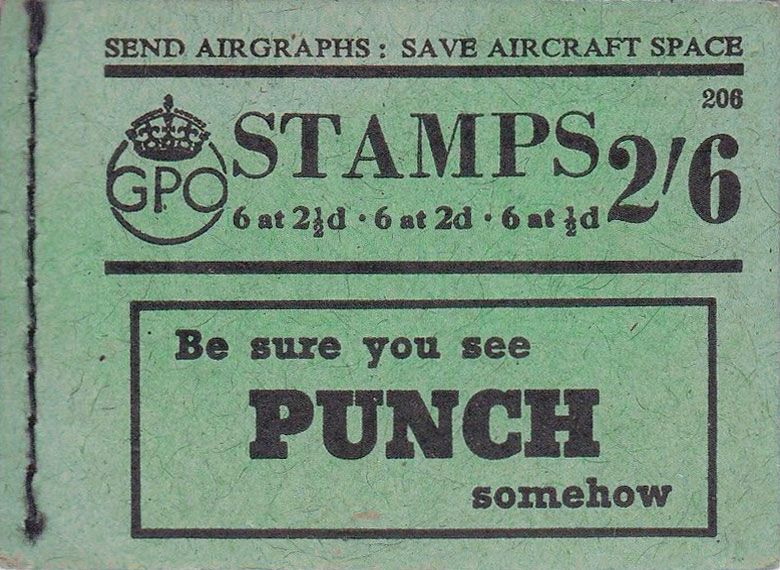 SEND AIRGRAPHS : SAVE AIRCRAFT SPACE
206
GPO
STAMPS 2/6
6 at 2½d · 6 at 2d · 6 at ½d
Be sure you see
PUNCH
somehow